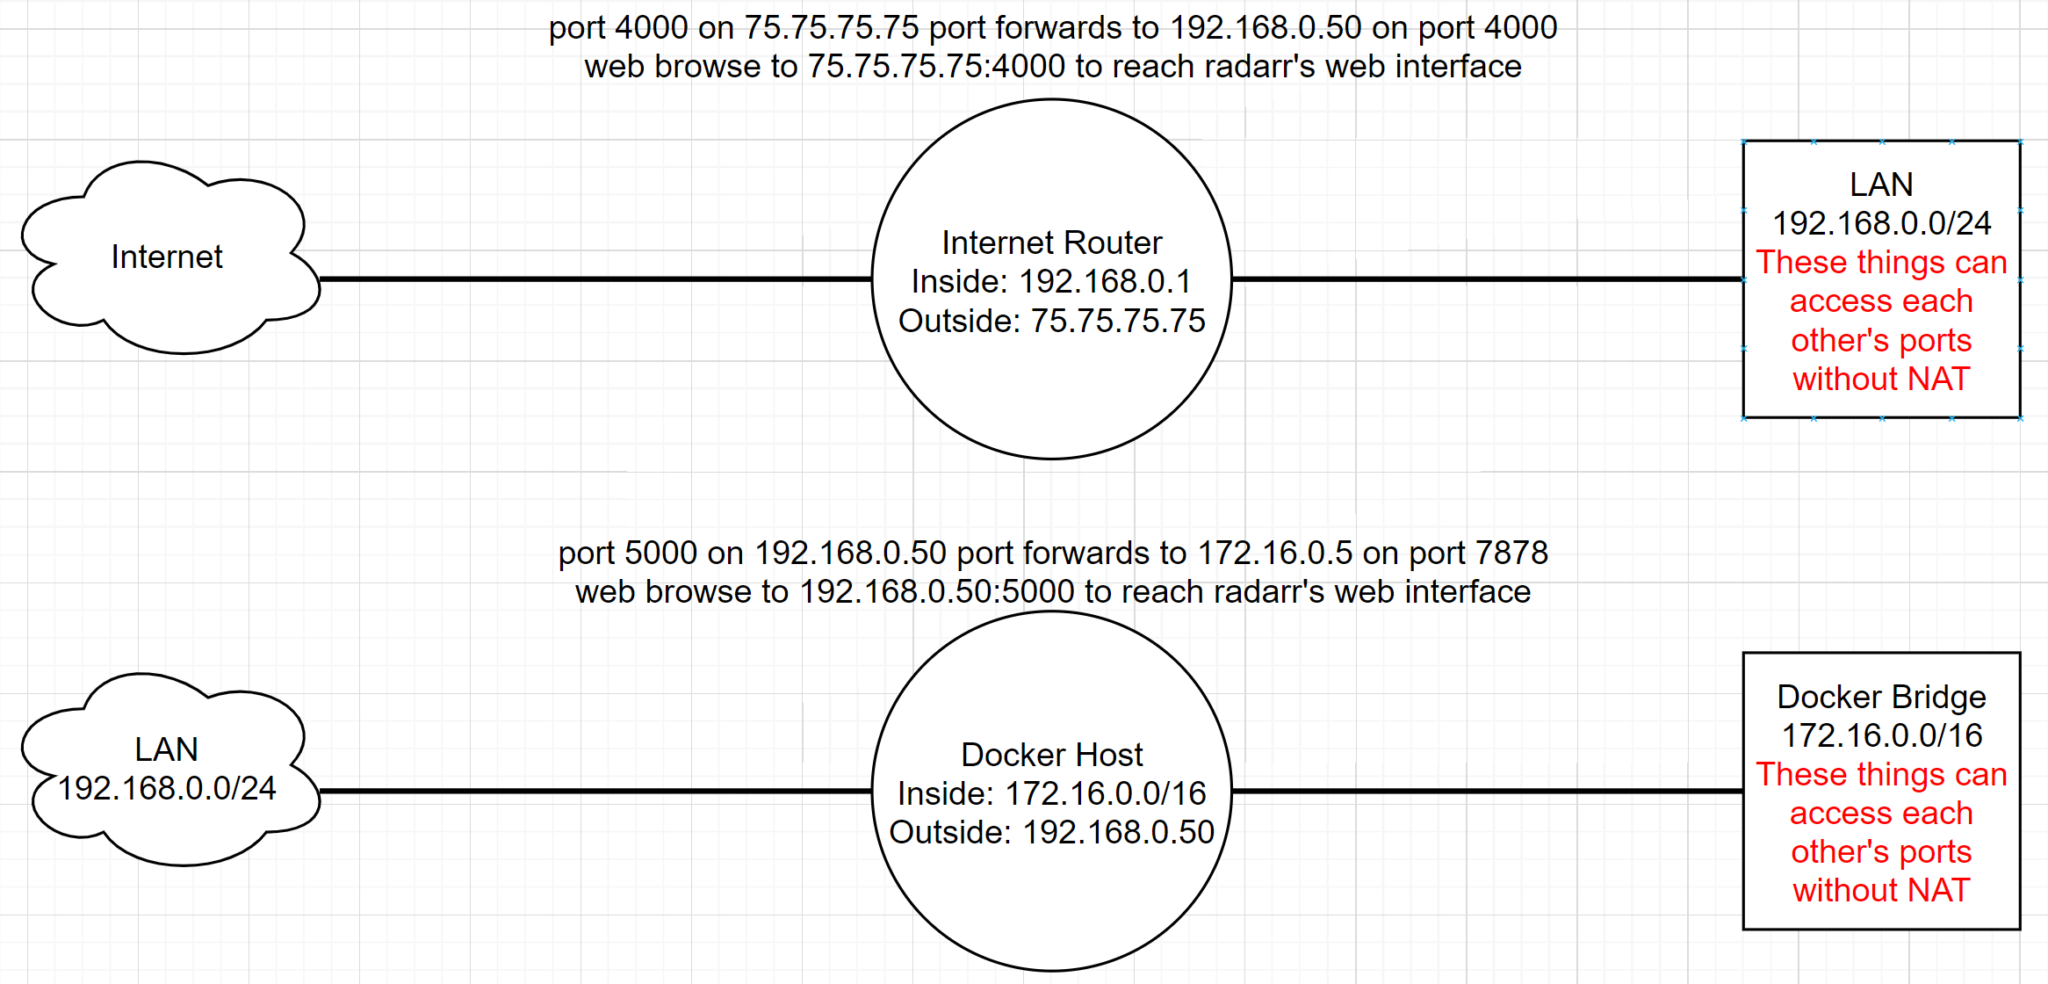 port 4000 on 75.75.75.75 port forwards to 192.168.0.50 on port 4000
web browse to 75.75.75.75:4000 to reach radarr's web interface
Internet
Internet Router
Inside: 192.168.0.1
Outside: 75.75.75.75
LAN
192.168.0.0/24
These things can
access each
other's ports
without NAT
port 5000 on 192.168.0.50 port forwards to 172.16.0.5 on port 7878
web browse to 192.168.0.50:5000 to reach radarr's web interface
LAN
192.168.0.0/24
Docker Host
Inside: 172.16.0.0/16
Outside: 192.168.0.50
Docker Bridge
172.16.0.0/16
These things can
access each
other's ports
without NAT